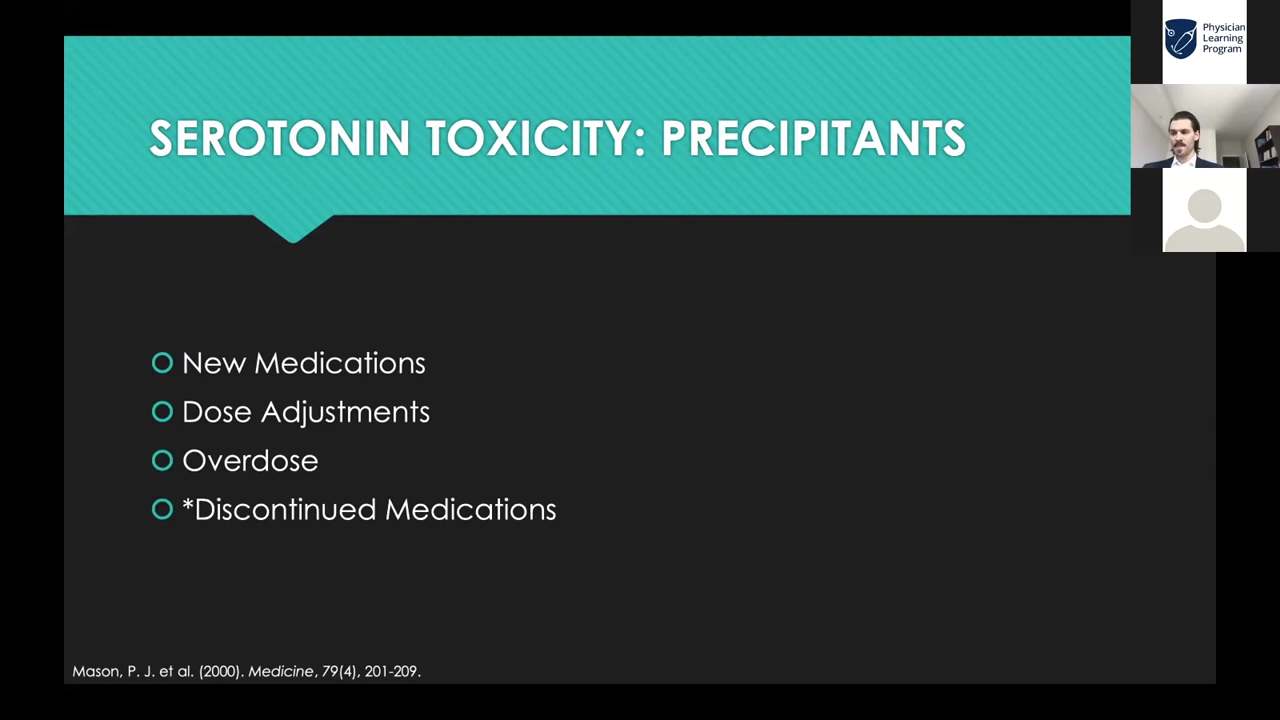 SEROTONIN TOXICITY: PRECIPITANTS
Physician
Learning
Program
New Medications
Dose Adjustments
Overdose
*Discontinued Medications
Mason, P. J. et al. (2000). Medicine, 79(4), 201-209.